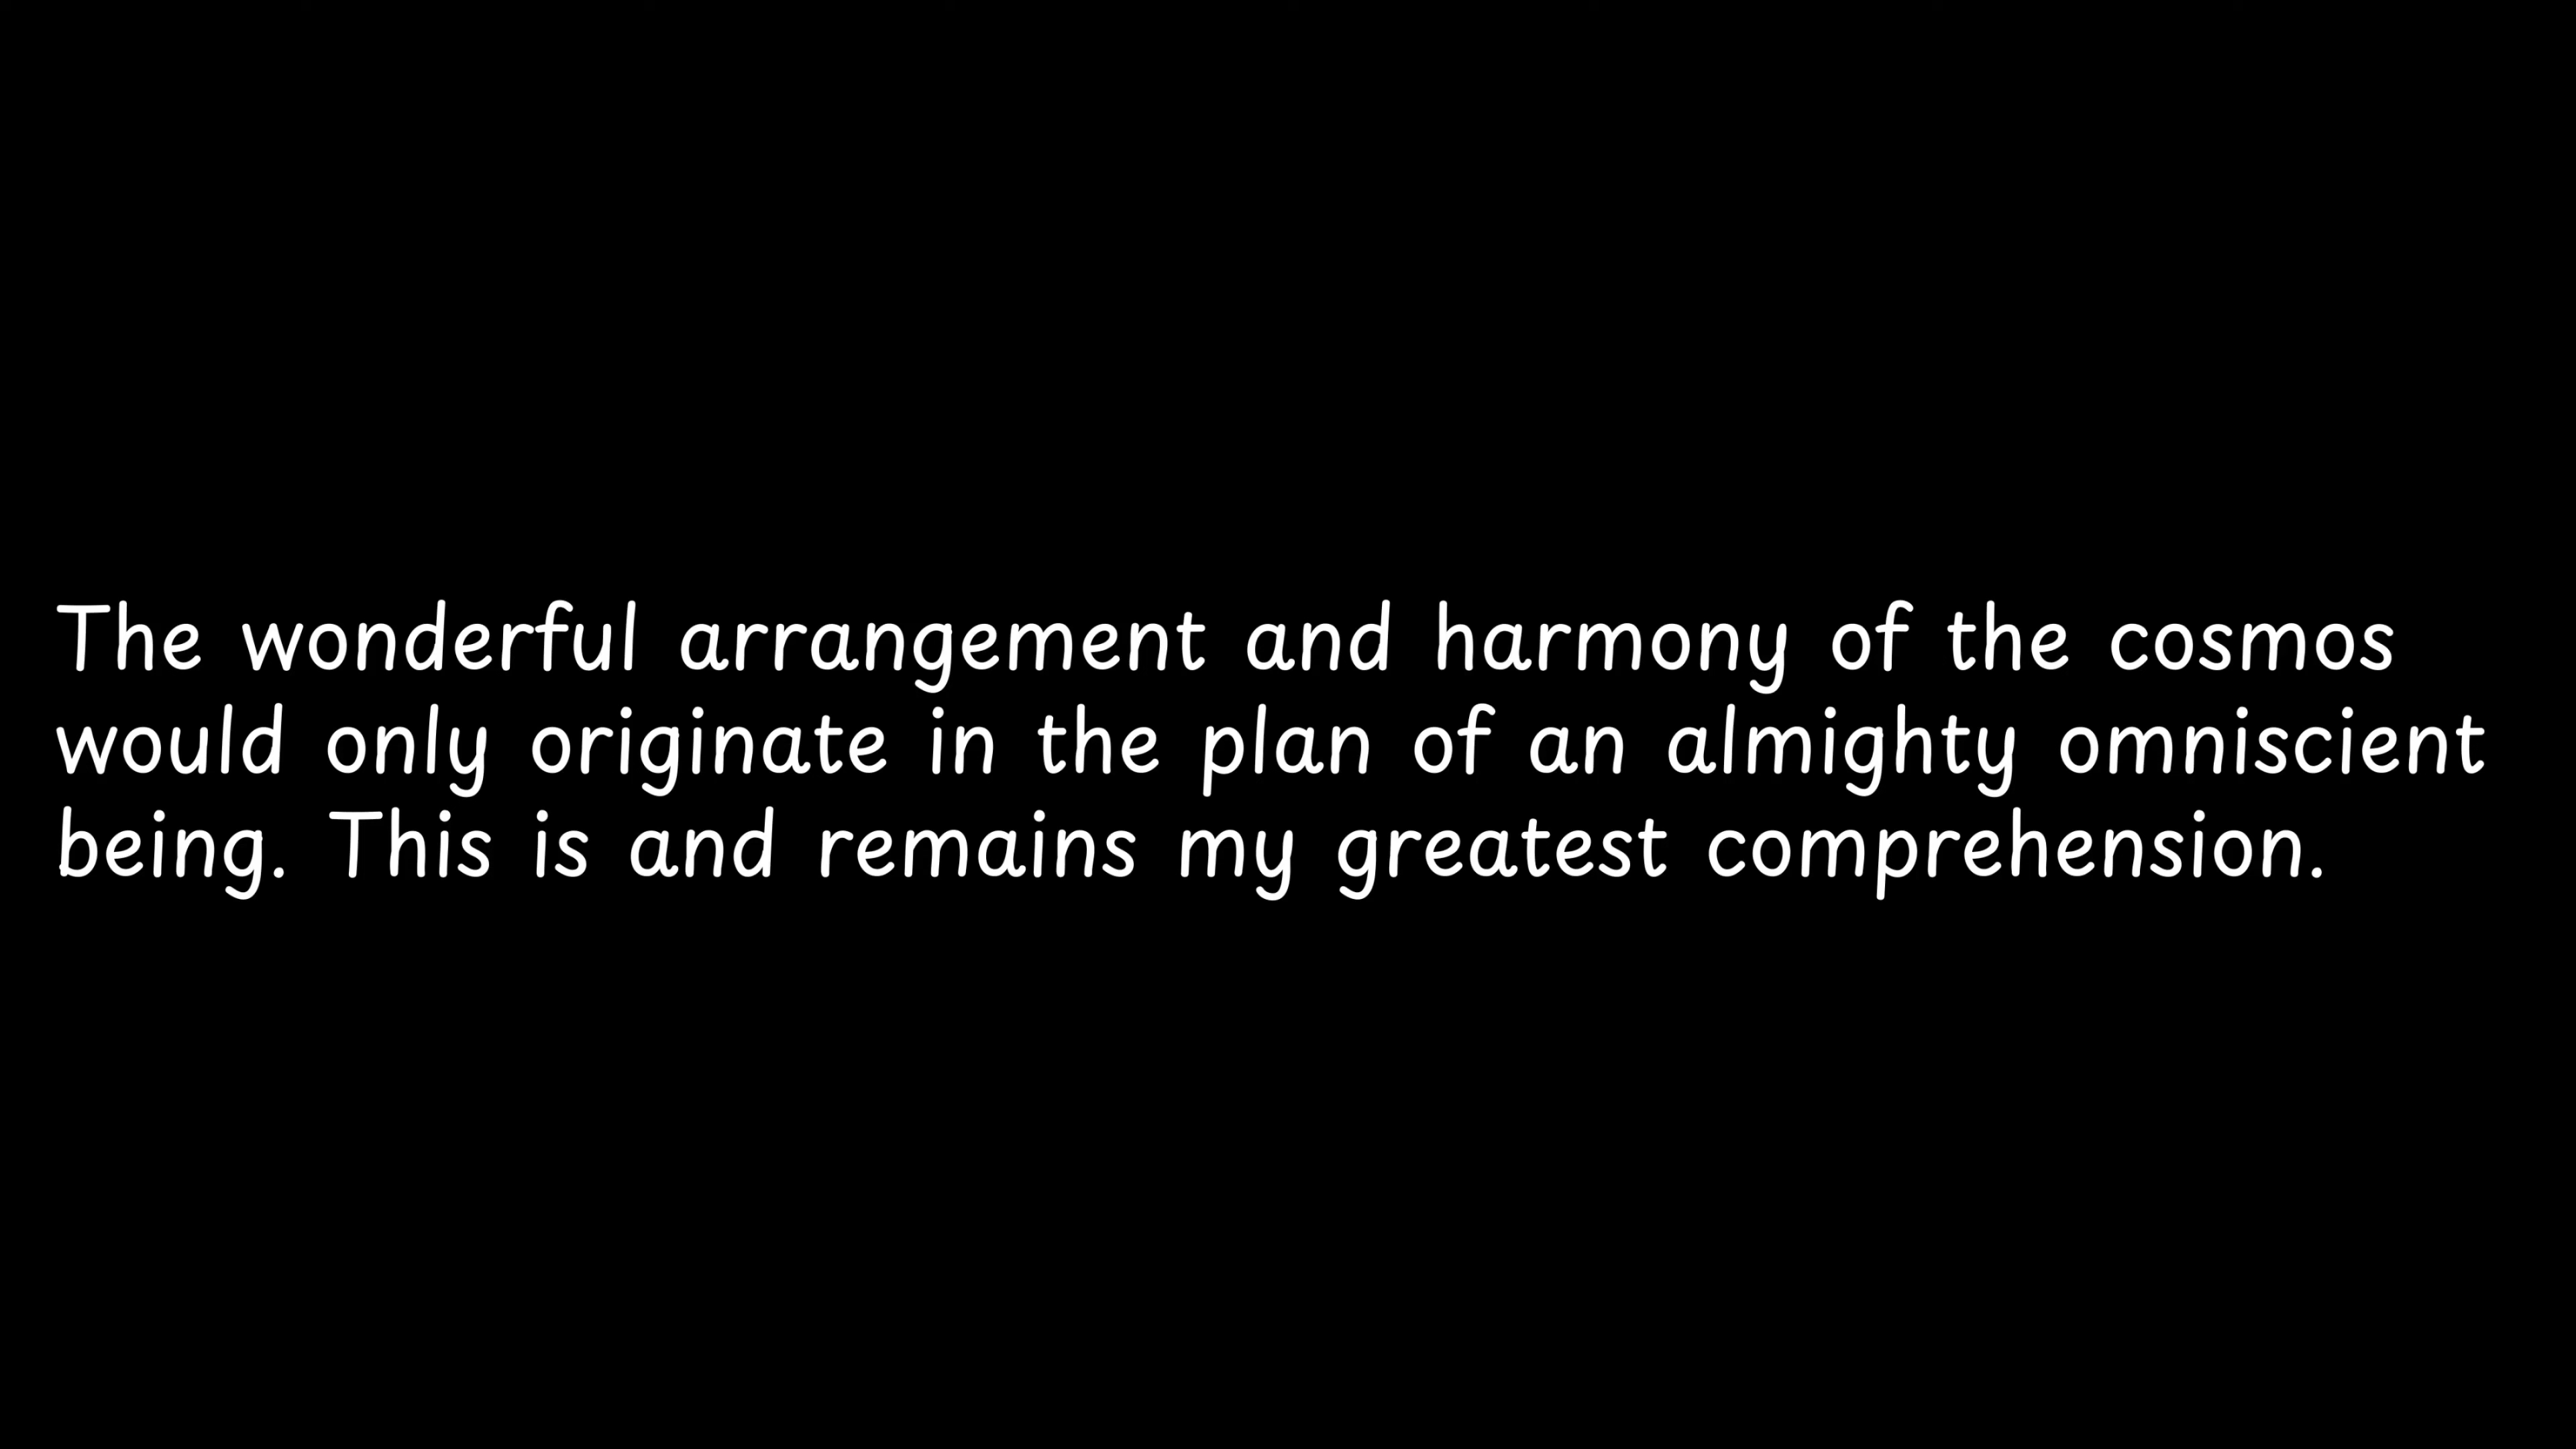 The wonderful arrangement and harmony of the cosmos
would only originate in the plan of an almighty omniscient
being. This is and remains my greatest comprehension.